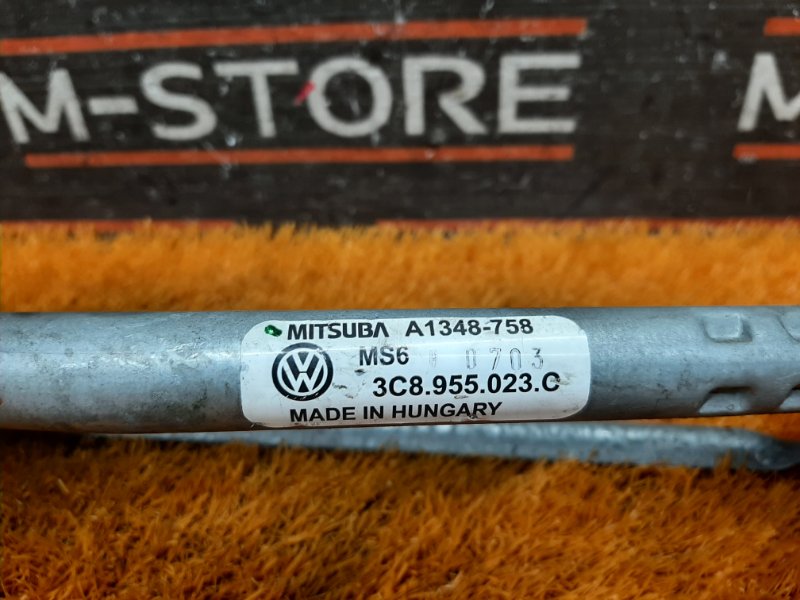 M-STORE M
MITSUBA A1348-758
MS6 0703
3C8.955.023.C
MADE IN HUNGARY